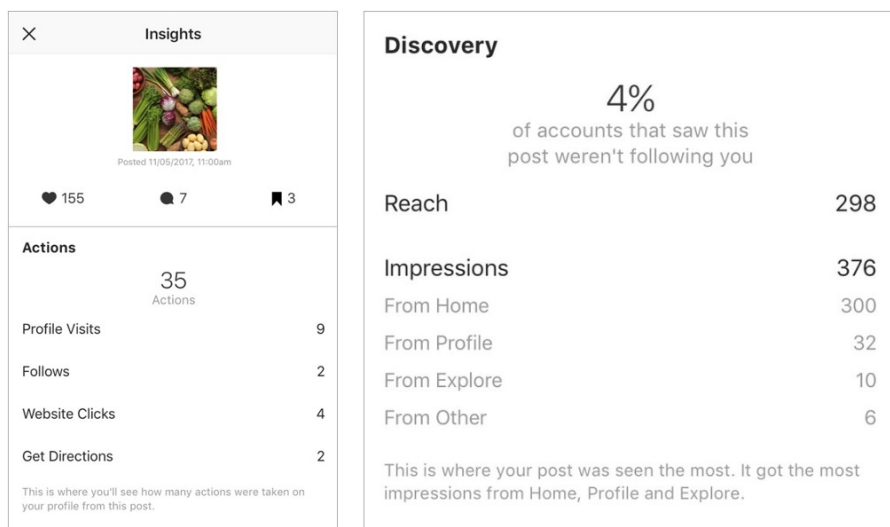 Insights
Posted 11/05/2017, 11:00am
155 7 3
Actions
35
Actions
Profile Visits 9
Follows 2
Website Clicks 4
Get Directions 2
This is where you'll see how many actions were taken on
your profile from this post.
Discovery
4%
of accounts that saw this
post weren't following you
Reach 298
Impressions 376
From Home 300
From Profile 32
From Explore 10
From Other 6
This is where your post was seen the most. It got the most
impressions from Home, Profile and Explore.